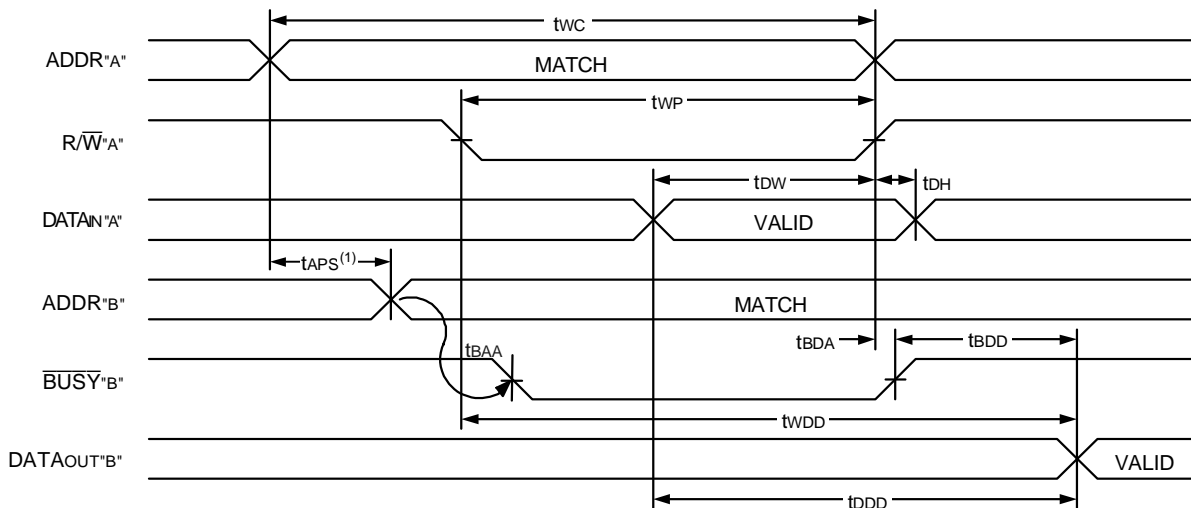 tWC
ADDR"A"
MATCH
tWP
R/W̅"A"
tDW
tDH
DATAIN"A"
VALID
tAPS(1)
ADDR"B"
MATCH
tBAA
tBDA
tBDD
B̅U̅S̅Y̅"B"
tWDD
DATAOUT"B"
VALID
tDDD